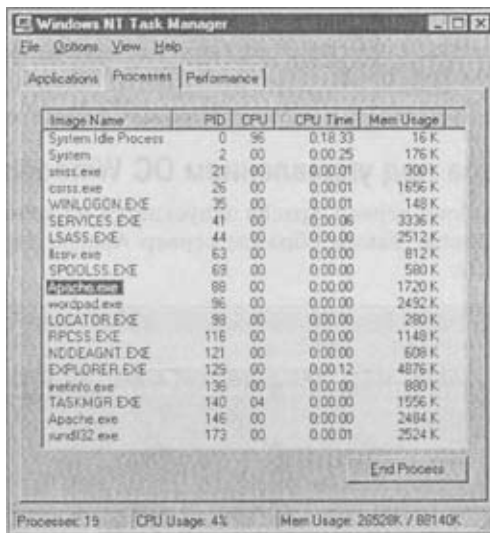 Windows NT Task Manager
File Options View Help
Applications Processes Performance
Image Name PID CPU CPU Time Mem Usage
System Idle Process 0 96 0:18:33 16 K
System 2 00 0:00:25 176 K
smss.exe 21 00 0:00:01 300 K
csrss.exe 26 00 0:00:01 1656 K
WINLOGON.EXE 35 00 0:00:01 148 K
SERVICES.EXE 41 00 0:00:06 3336 K
LSASS.EXE 44 00 0:00:00 2512 K
llssrv.exe 63 00 0:00:00 812 K
SPOOLSS.EXE 69 00 0:00:00 580 K
Apache.exe 88 00 0:00:00 1720 K
wordpad.exe 96 00 0:00:00 2492 K
LOCATOR.EXE 98 00 0:00:00 280 K
RPCSS.EXE 116 00 0:00:00 1148 K
NDDEAGNT.EXE 121 00 0:00:00 608 K
EXPLORER.EXE 129 00 0:00:12 4876 K
inetinfo.exe 136 00 0:00:00 880 K
TASKMGR.EXE 140 04 0:00:00 1556 K
Apache.exe 146 00 0:00:00 2484 K
rundll32.exe 173 00 0:00:01 2524 K
End Process
Processes: 19 CPU Usage: 4% Mem Usage: 26528K / 88140K